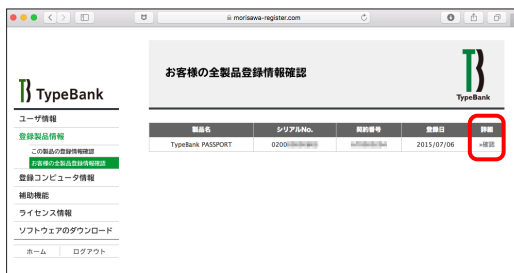 morisawa-register.com
お客様の全製品登録情報確認
TypeBank
TypeBank
ユーザ情報
登録製品情報
この製品の登録情報確認
お客様の全製品登録情報確認
登録コンピュータ情報
補助機能
ライセンス情報
ソフトウェアのダウンロード
ホーム ログアウト
製品名 シリアルNo. 契約番号 登録日 詳細
TypeBank PASSPORT 0200 2015/07/06 »確認